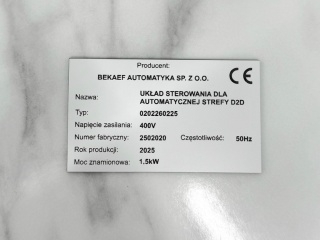 Producent:
BEKAEF AUTOMATYKA SP. Z O.O.
CE
Nazwa: UKŁAD STEROWANIA DLA
AUTOMATYCZNEJ STREFY D2D
Typ: 0202260225
Napięcie zasilania: 400V
Numer fabryczny: 2502020 Częstotliwość: 50Hz
Rok produkcji: 2025
Moc znamionowa: 1.5kW